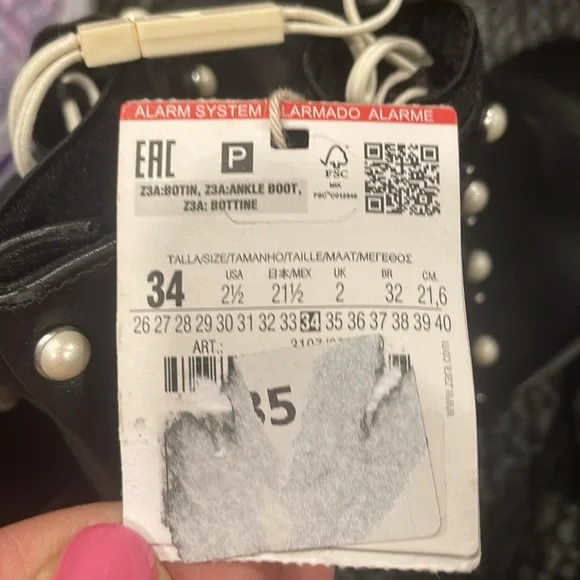 ALARM SYSTEM ALARMADO ALARME
EAC P
FSC
MIX
Z3A:BOTIN, Z3A:ANKLE BOOT,
Z3A: BOTTINE
TALLA/SIZE/TAMANHO/TAILLE/MAAT/ΜΕΓΕΘΟΣ
USA 日本/MEX UK BR CM.
34 2½ 21½ 2 32 21,6
26 27 28 29 30 31 32 33 34 35 36 37 38 39 40
ART.:
35